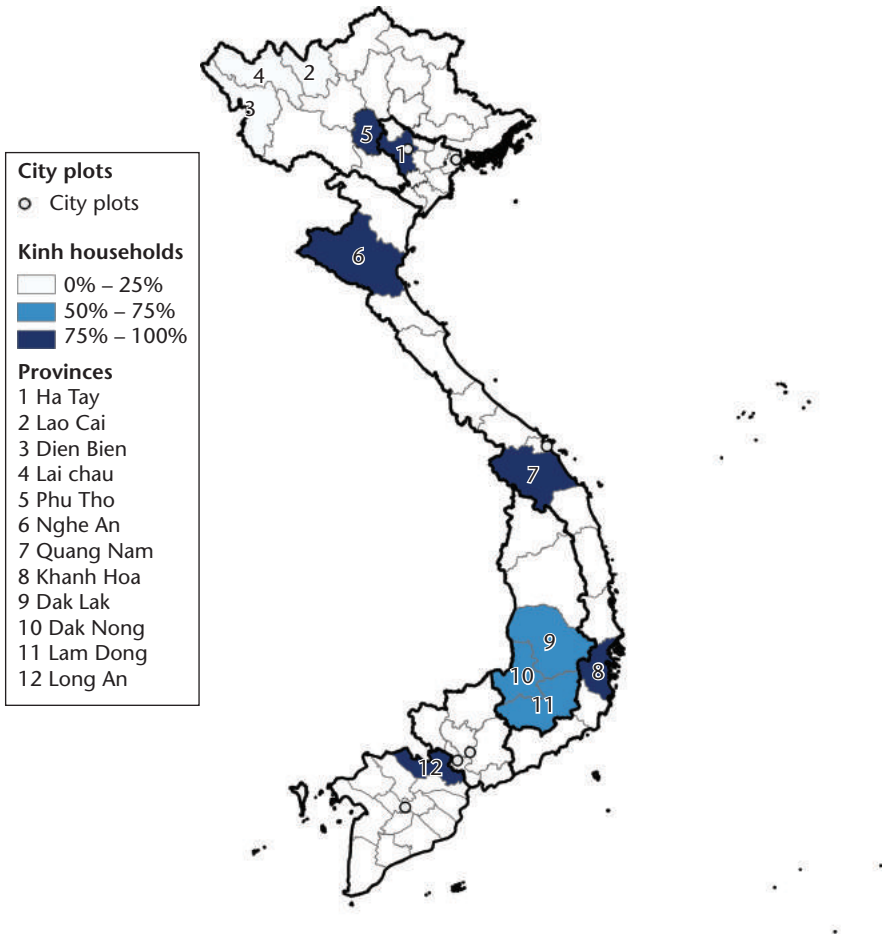 4
2
3
5
1
City plots
City plots
Kinh households
0% – 25%
50% – 75%
75% – 100%
Provinces
1 Ha Tay
2 Lao Cai
3 Dien Bien
4 Lai chau
5 Phu Tho
6 Nghe An
7 Quang Nam
8 Khanh Hoa
9 Dak Lak
10 Dak Nong
11 Lam Dong
12 Long An
6
7
9
8
10
11
12